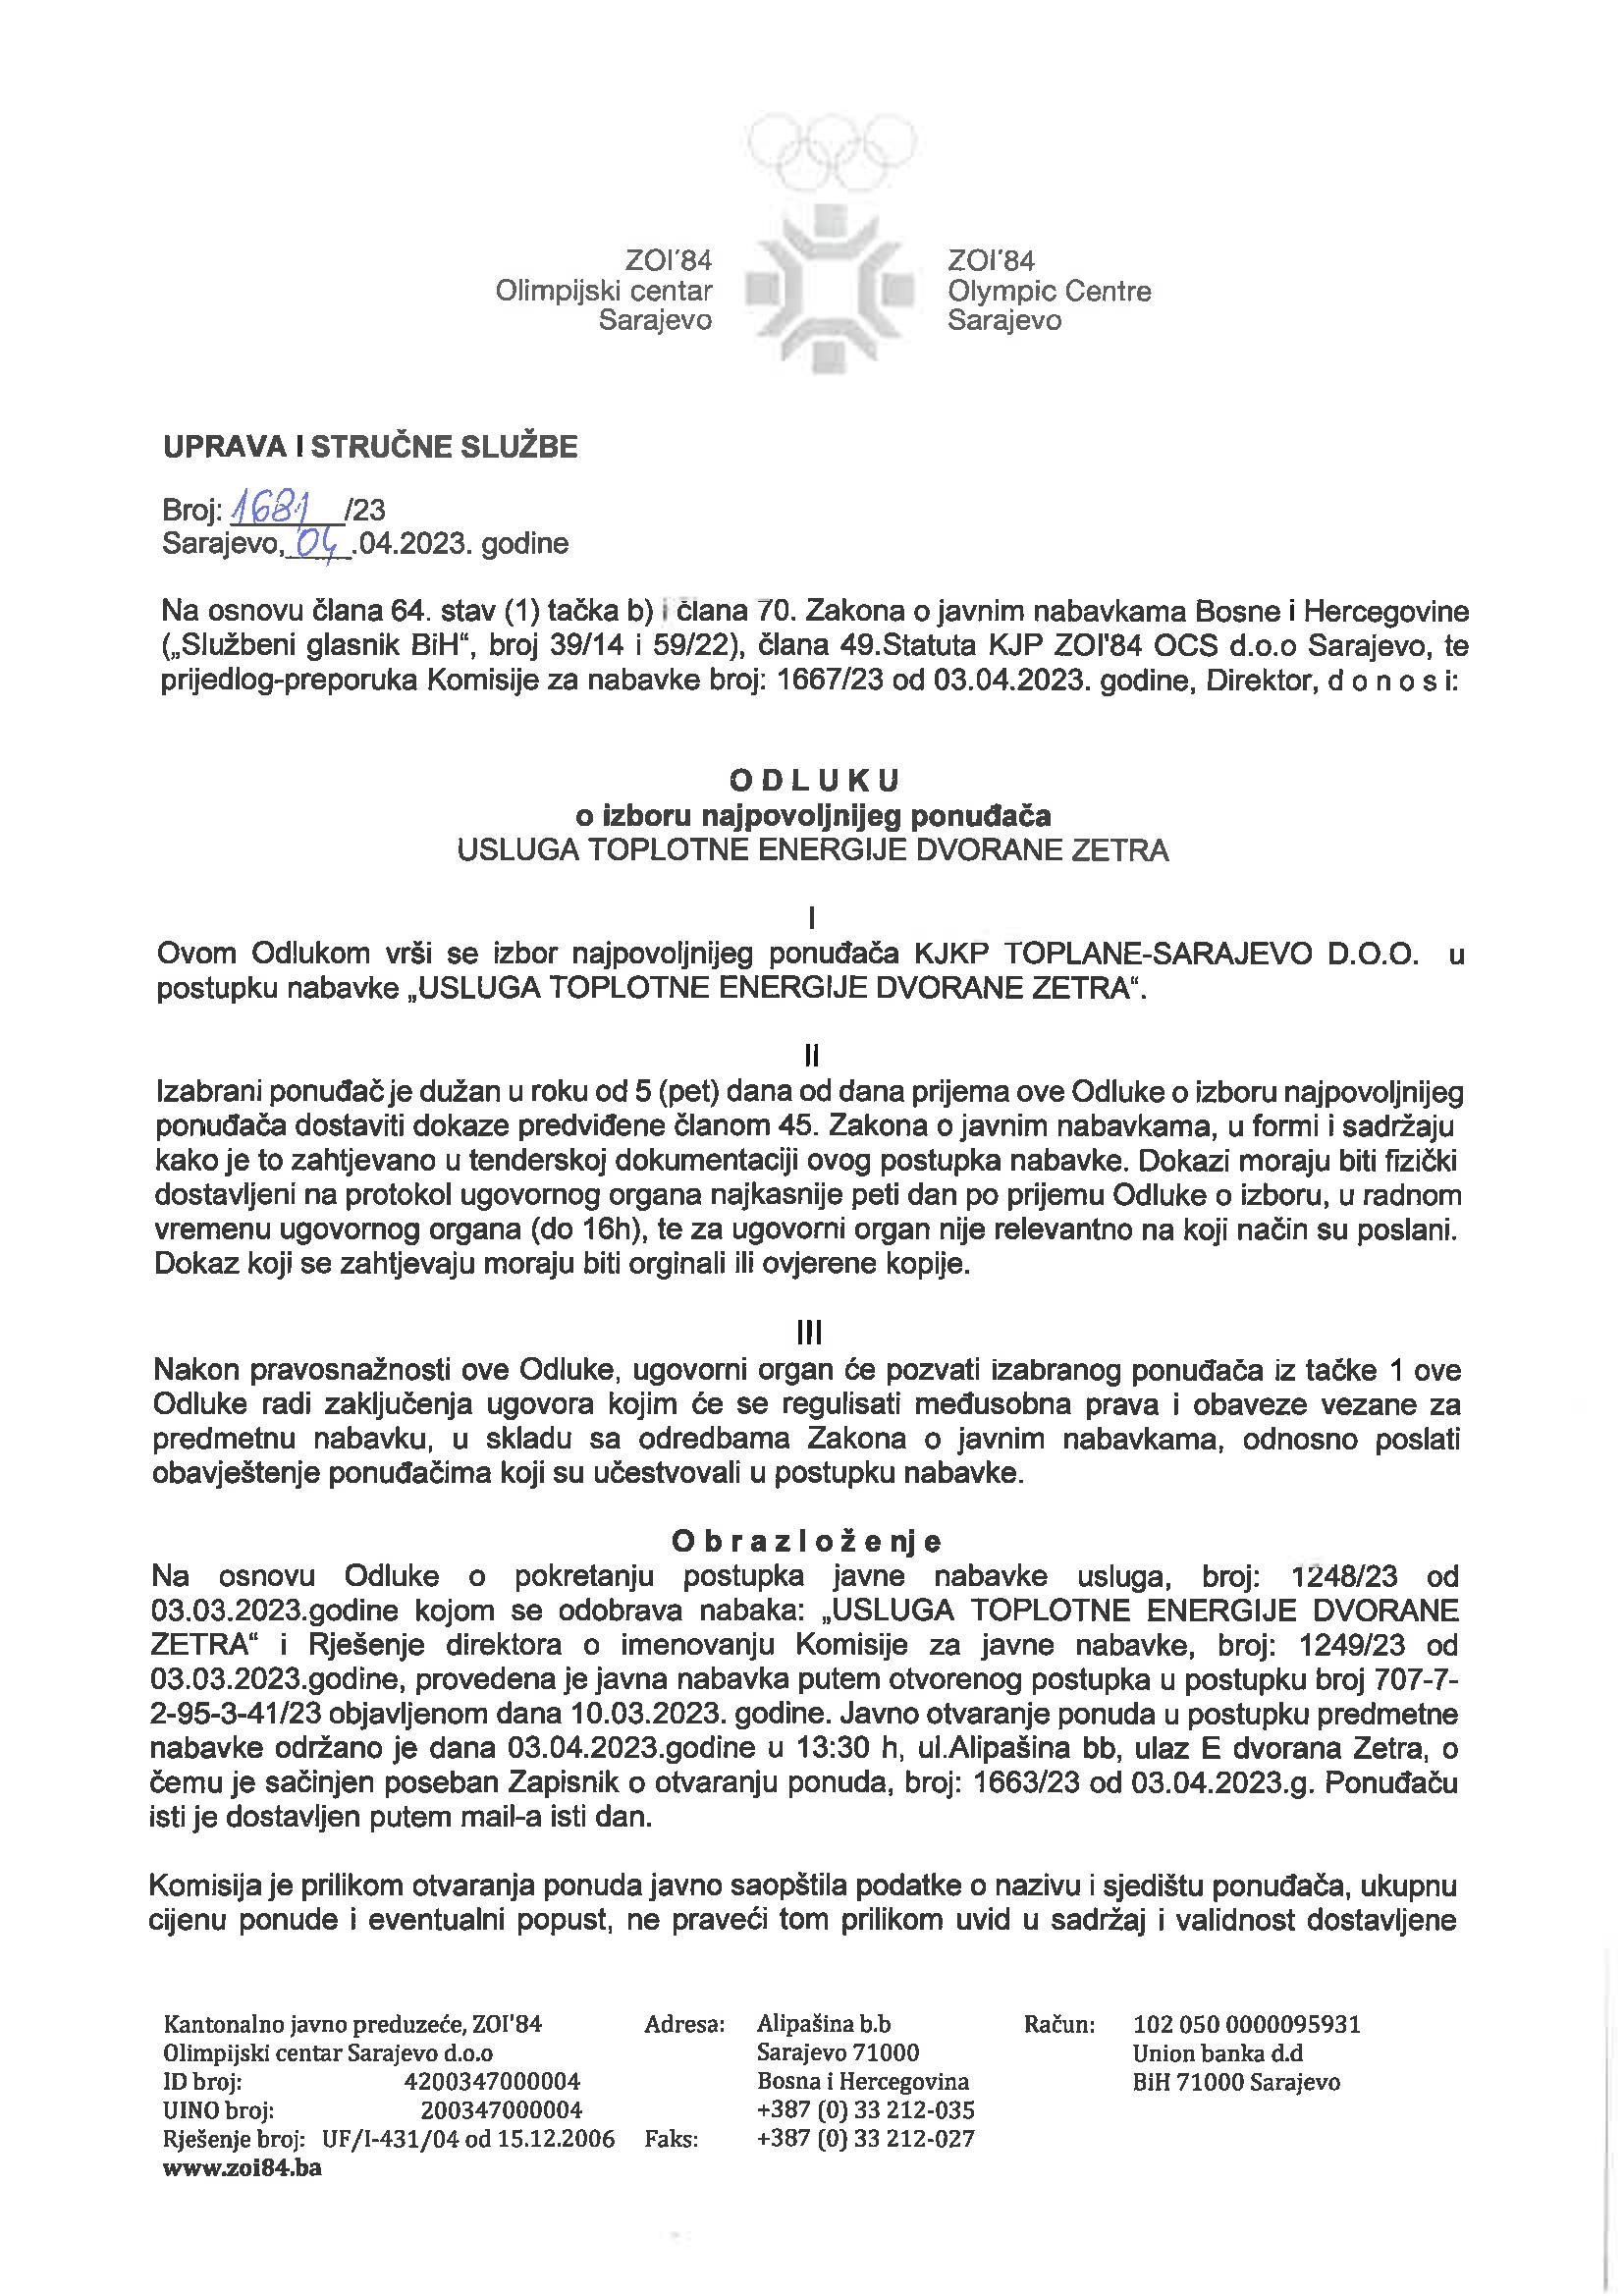 ZOI'84
Olimpijski centar
Sarajevo
ZOI'84
Olympic Centre
Sarajevo
UPRAVA I STRUČNE SLUŽBE
Broj: 1681 /23
Sarajevo, 04 .04.2023. godine
Na osnovu člana 64. stav (1) tačka b) i člana 70. Zakona o javnim nabavkama Bosne i Hercegovine
(„Službeni glasnik BiH“, broj 39/14 i 59/22), člana 49.Statuta KJP ZOI'84 OCS d.o.o Sarajevo, te
prijedlog-preporuka Komisije za nabavke broj: 1667/23 od 03.04.2023. godine, Direktor, d o n o s i:
O D L U K U
o izboru najpovoljnijeg ponuđača
USLUGA TOPLOTNE ENERGIJE DVORANE ZETRA
I
Ovom Odlukom vrši se izbor najpovoljnijeg ponuđača KJKP TOPLANE-SARAJEVO D.O.O. u
postupku nabavke „USLUGA TOPLOTNE ENERGIJE DVORANE ZETRA“.
II
Izabrani ponuđač je dužan u roku od 5 (pet) dana od dana prijema ove Odluke o izboru najpovoljnijeg
ponuđača dostaviti dokaze predviđene članom 45. Zakona o javnim nabavkama, u formi i sadržaju
kako je to zahtjevano u tenderskoj dokumentaciji ovog postupka nabavke. Dokazi moraju biti fizički
dostavljeni na protokol ugovornog organa najkasnije peti dan po prijemu Odluke o izboru, u radnom
vremenu ugovornog organa (do 16h), te za ugovorni organ nije relevantno na koji način su poslani.
Dokaz koji se zahtjevaju moraju biti orginali ili ovjerene kopije.
III
Nakon pravosnažnosti ove Odluke, ugovorni organ će pozvati izabranog ponuđača iz tačke 1 ove
Odluke radi zaključenja ugovora kojim će se regulisati međusobna prava i obaveze vezane za
predmetnu nabavku, u skladu sa odredbama Zakona o javnim nabavkama, odnosno poslati
obavještenje ponuđačima koji su učestvovali u postupku nabavke.
O b r a z l o ž e nj e
Na osnovu Odluke o pokretanju postupka javne nabavke usluga, broj: 1248/23 od
03.03.2023.godine kojom se odobrava nabaka: „USLUGA TOPLOTNE ENERGIJE DVORANE
ZETRA“ i Rješenje direktora o imenovanju Komisije za javne nabavke, broj: 1249/23 od
03.03.2023.godine, provedena je javna nabavka putem otvorenog postupka u postupku broj 707-7-
2-95-3-41/23 objavljenom dana 10.03.2023. godine. Javno otvaranje ponuda u postupku predmetne
nabavke održano je dana 03.04.2023.godine u 13:30 h, ul.Alipašina bb, ulaz E dvorana Zetra, o
čemu je sačinjen poseban Zapisnik o otvaranju ponuda, broj: 1663/23 od 03.04.2023.g. Ponuđaču
isti je dostavljen putem mail-a isti dan.
Komisija je prilikom otvaranja ponuda javno saopštila podatke o nazivu i sjedištu ponuđača, ukupnu
cijenu ponude i eventualni popust, ne praveći tom prilikom uvid u sadržaj i validnost dostavljene
Kantonalno javno preduzeće, ZOI'84 Adresa: Alipašina b.b Račun: 102 050 0000095931
Olimpijski centar Sarajevo d.o.o Sarajevo 71000 Union banka d.d
ID broj: 4200347000004 Bosna i Hercegovina BiH 71000 Sarajevo
UINO broj: 200347000004 +387 (0) 33 212-035
Rješenje broj: UF/I-431/04 od 15.12.2006 Faks: +387 (0) 33 212-027
www.zoi84.ba